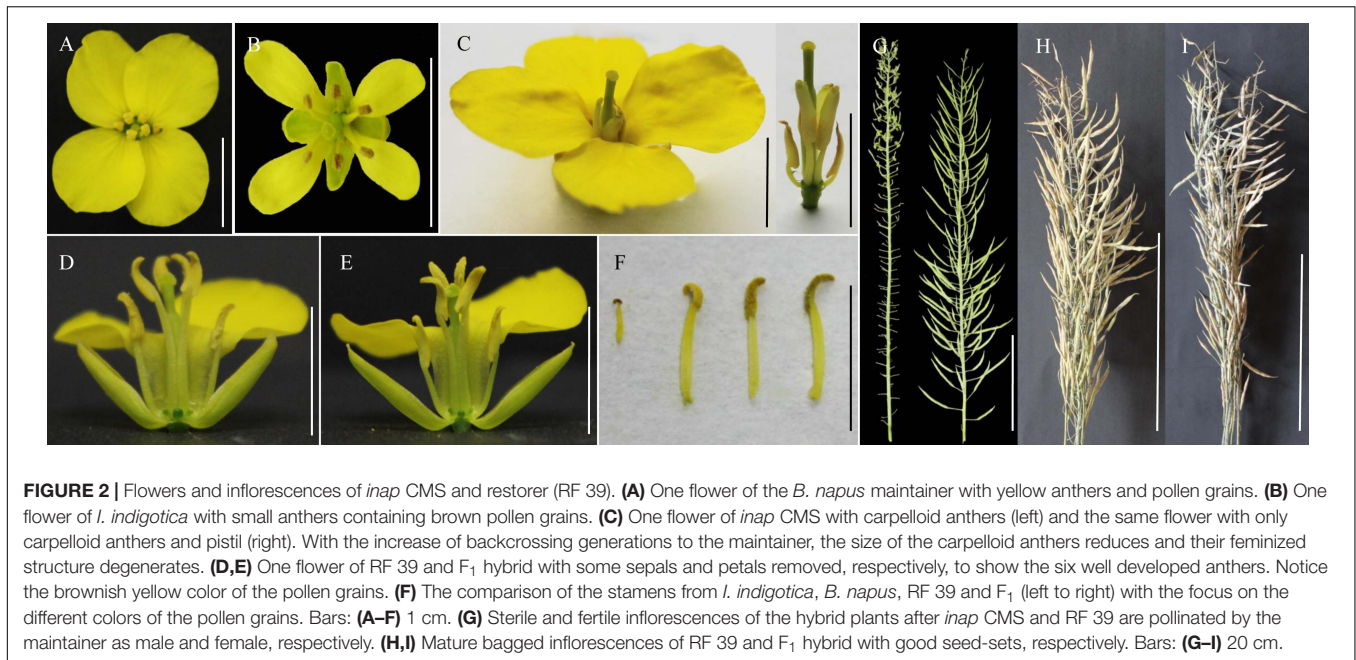 A
B
C
G
H
I
D
E
F
FIGURE 2 | Flowers and inflorescences of inap CMS and restorer (RF 39). (A) One flower of the B. napus maintainer with yellow anthers and pollen grains. (B) One
flower of I. indigotica with small anthers containing brown pollen grains. (C) One flower of inap CMS with carpelloid anthers (left) and the same flower with only
carpelloid anthers and pistil (right). With the increase of backcrossing generations to the maintainer, the size of the carpelloid anthers reduces and their feminized
structure degenerates. (D,E) One flower of RF 39 and F₁ hybrid with some sepals and petals removed, respectively, to show the six well developed anthers. Notice
the brownish yellow color of the pollen grains. (F) The comparison of the stamens from I. indigotica, B. napus, RF 39 and F₁ (left to right) with the focus on the
different colors of the pollen grains. Bars: (A–F) 1 cm. (G) Sterile and fertile inflorescences of the hybrid plants after inap CMS and RF 39 are pollinated by the
maintainer as male and female, respectively. (H,I) Mature bagged inflorescences of RF 39 and F₁ hybrid with good seed-sets, respectively. Bars: (G–I) 20 cm.